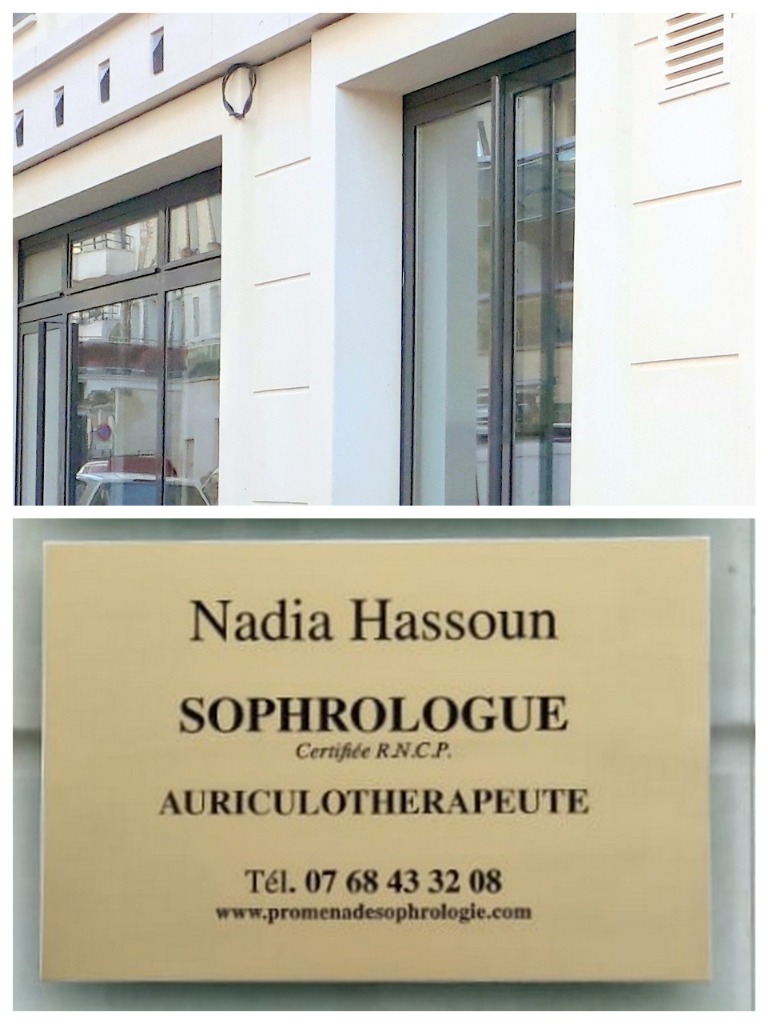 Nadia Hassoun
SOPHROLOGUE
Certifiée R.N.C.P.
AURICULOTHERAPEUTE
Tél. 07 68 43 32 08
www.promenadesophrologie.com